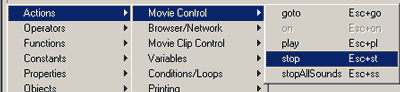 Actions
Operators
Functions
Constants
Properties
Objects
Movie Control
Browser/Network
Movie Clip Control
Variables
Conditions/Loops
Printing
goto Esc+go
on Esc+on
play Esc+pl
stop Esc+st
stopAllSounds Esc+ss